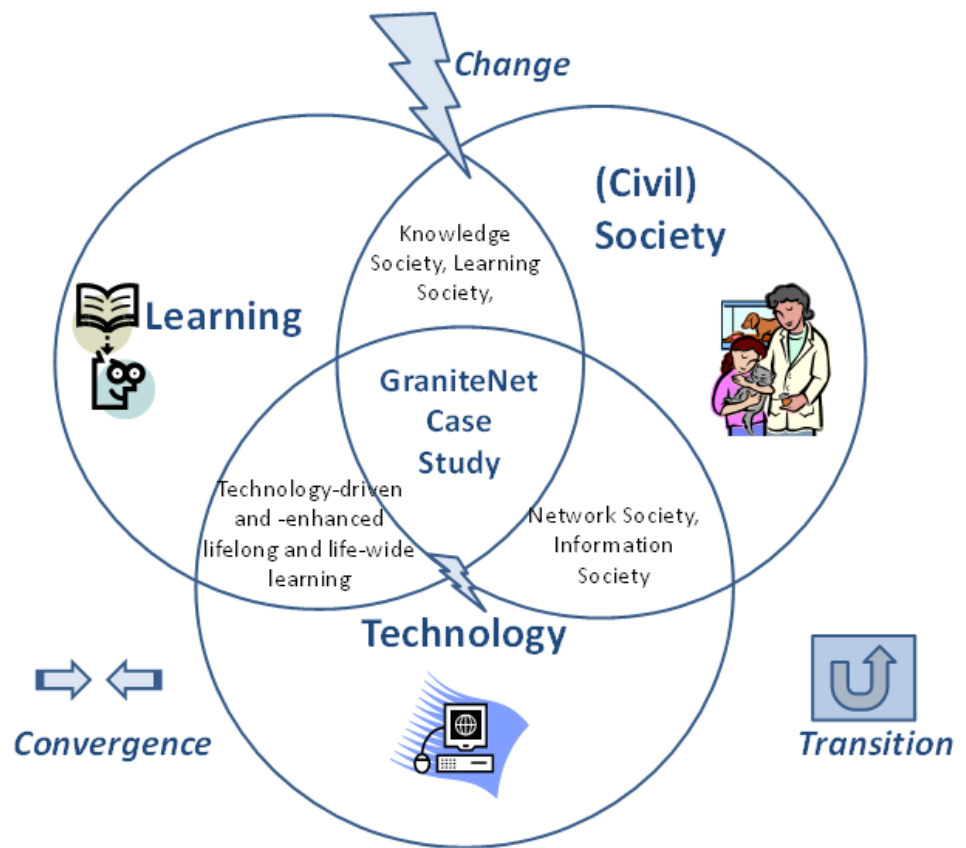 Change
(Civil)
Society
Knowledge
Society, Learning
Society,
Learning
GraniteNet
Case
Study
Technology-driven
and -enhanced
lifelong and life-wide
learning
Network Society,
Information
Society
Technology
Convergence
Transition